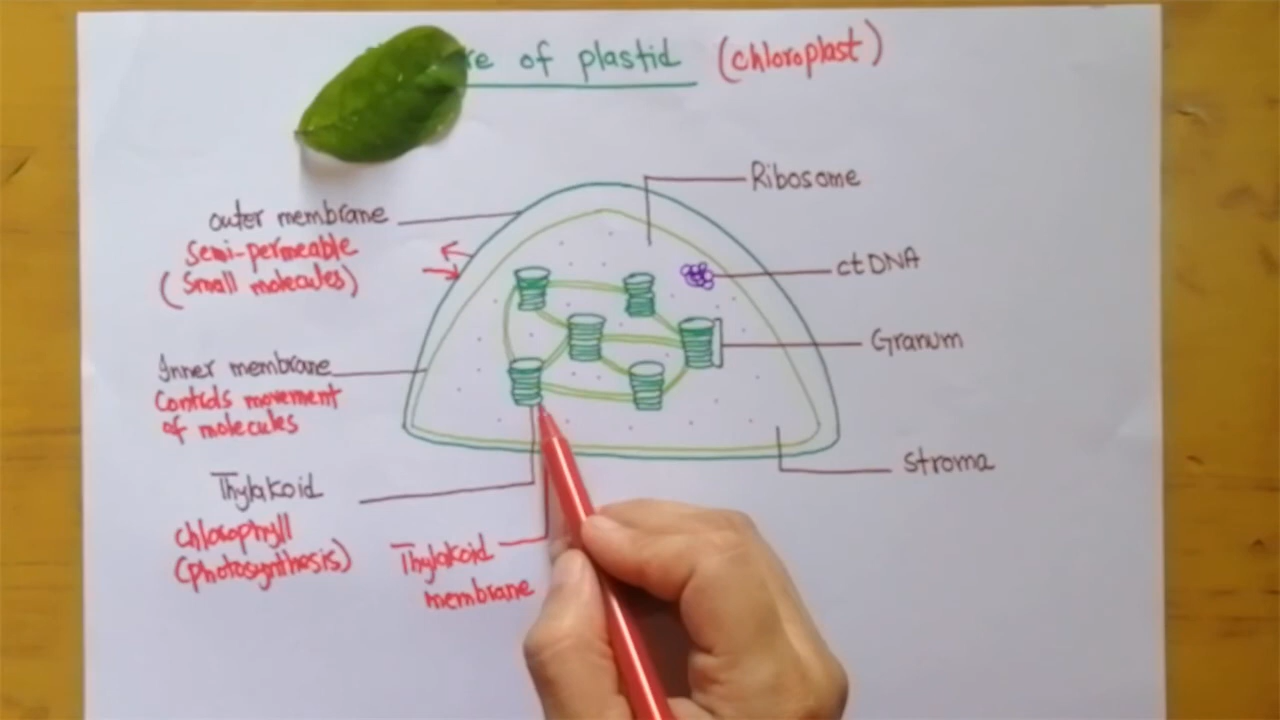 re of plastid (chloroplast)
Ribosome
outer membrane
Semi-permeable
(Small molecules)
ctDNA
Granum
Inner membrane
Controls movement
of molecules
Stroma
Thylakoid
chlorophyll
(photosynthesis)
Thylakoid
membrane